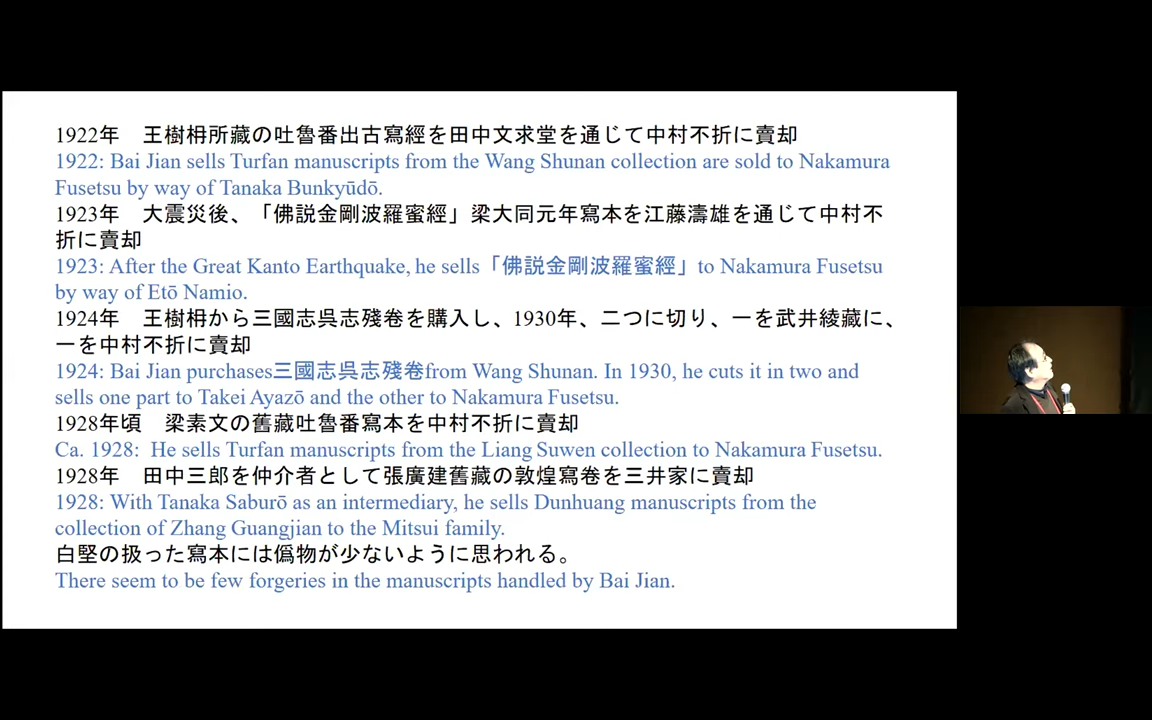 1922年　王樹枏所藏の吐魯番出古寫經を田中文求堂を通じて中村不折に賣却
1922: Bai Jian sells Turfan manuscripts from the Wang Shunan collection are sold to Nakamura
Fusetsu by way of Tanaka Bunkyūdō.
1923年　大震災後、「佛説金剛波羅蜜經」梁大同元年寫本を江藤濤雄を通じて中村不
折に賣却
1923: After the Great Kanto Earthquake, he sells「佛説金剛波羅蜜經」to Nakamura Fusetsu
by way of Etō Namio.
1924年　王樹枏から三國志呉志殘卷を購入し、1930年、二つに切り、一を武井綾藏に、
一を中村不折に賣却
1924: Bai Jian purchases三國志呉志殘卷from Wang Shunan. In 1930, he cuts it in two and
sells one part to Takei Ayazō and the other to Nakamura Fusetsu.
1928年頃　梁素文の舊藏吐魯番寫本を中村不折に賣却
Ca. 1928:  He sells Turfan manuscripts from the Liang Suwen collection to Nakamura Fusetsu.
1928年　田中三郎を仲介者として張廣建舊藏の敦煌寫卷を三井家に賣却
1928: With Tanaka Saburō as an intermediary, he sells Dunhuang manuscripts from the
collection of Zhang Guangjian to the Mitsui family.
白堅の扱った寫本には僞物が少ないように思われる。
There seem to be few forgeries in the manuscripts handled by Bai Jian.